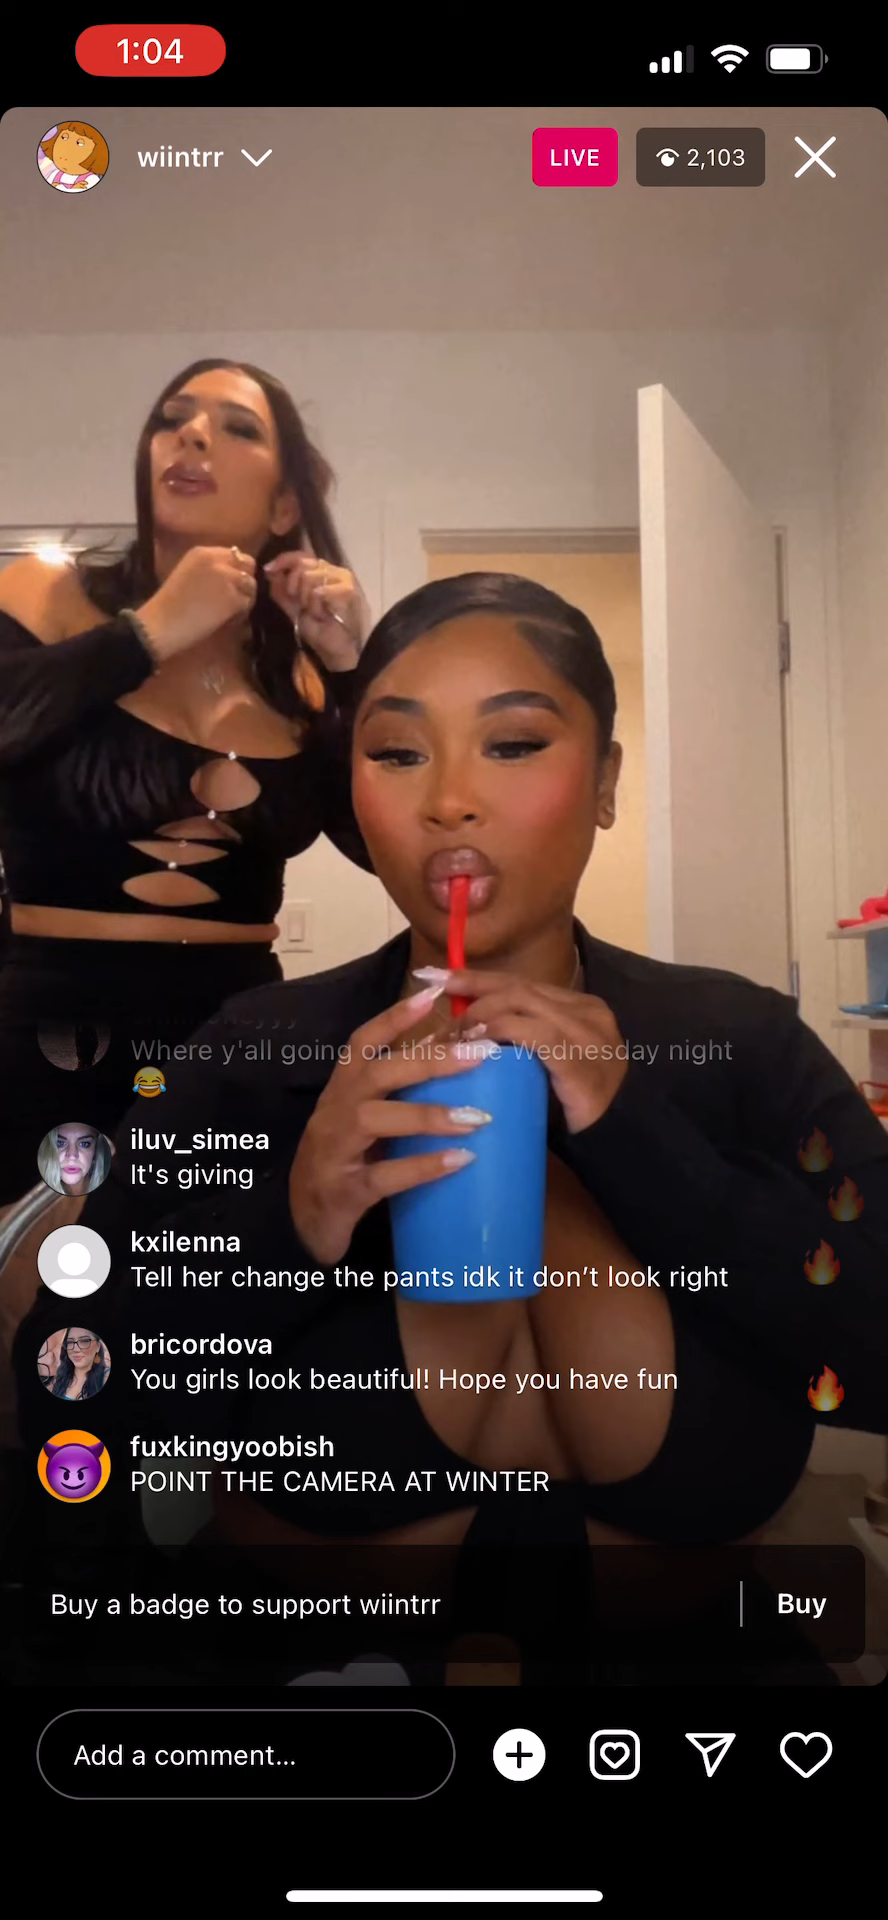 1:04
wiintrr
LIVE
2,103
Where y'all going on this fine Wednesday night
😂
iluv_simea
It's giving
kxilenna
Tell her change the pants idk it don’t look right
bricordova
You girls look beautiful! Hope you have fun
fuxkingyoobish
POINT THE CAMERA AT WINTER
Buy a badge to support wiintrr
Buy
Add a comment...